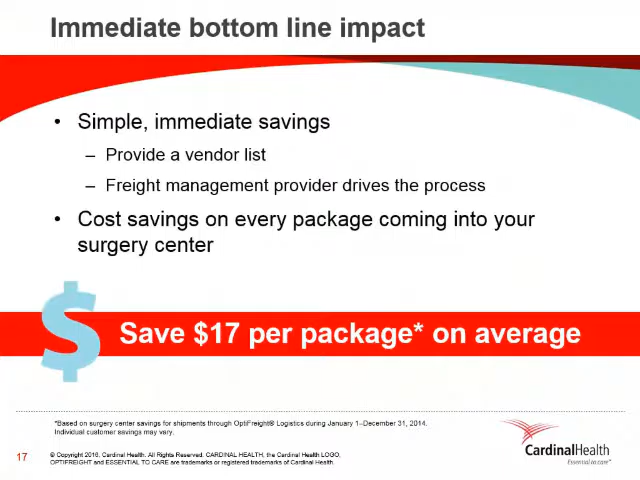 Immediate bottom line impact
• Simple, immediate savings
– Provide a vendor list
– Freight management provider drives the process
• Cost savings on every package coming into your
surgery center
$
Save $17 per package* on average
*Based on surgery center savings for shipments through OptiFreight® Logistics during January 1–December 31, 2014.
Individual customer savings may vary.
17
© Copyright 2016, Cardinal Health. All Rights Reserved. CARDINAL HEALTH, the Cardinal Health LOGO,
OPTIFREIGHT and ESSENTIAL TO CARE are trademarks or registered trademarks of Cardinal Health.
CardinalHealth
Essential to care™